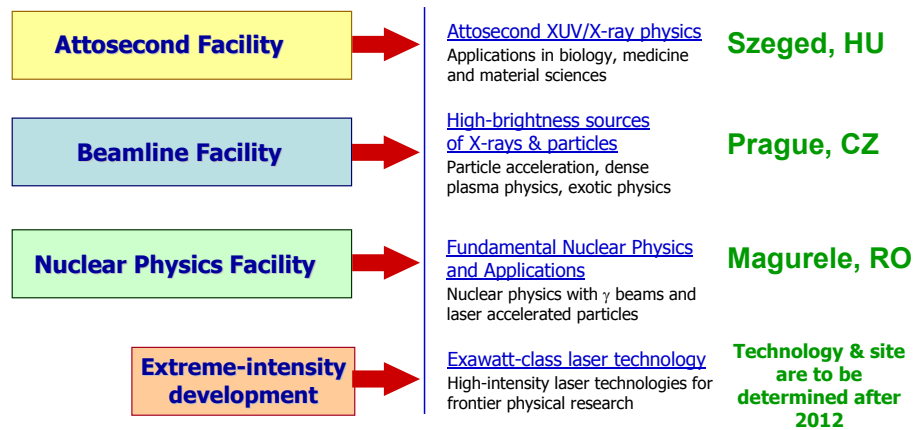 Attosecond Facility
Attosecond XUV/X-ray physics
Applications in biology, medicine
and material sciences
Szeged, HU
Beamline Facility
High-brightness sources
of X-rays & particles
Particle acceleration, dense
plasma physics, exotic physics
Prague, CZ
Nuclear Physics Facility
Fundamental Nuclear Physics
and Applications
Nuclear physics with γ beams and
laser accelerated particles
Magurele, RO
Extreme-intensity
development
Exawatt-class laser technology
High-intensity laser technologies for
frontier physical research
Technology & site
are to be
determined after
2012